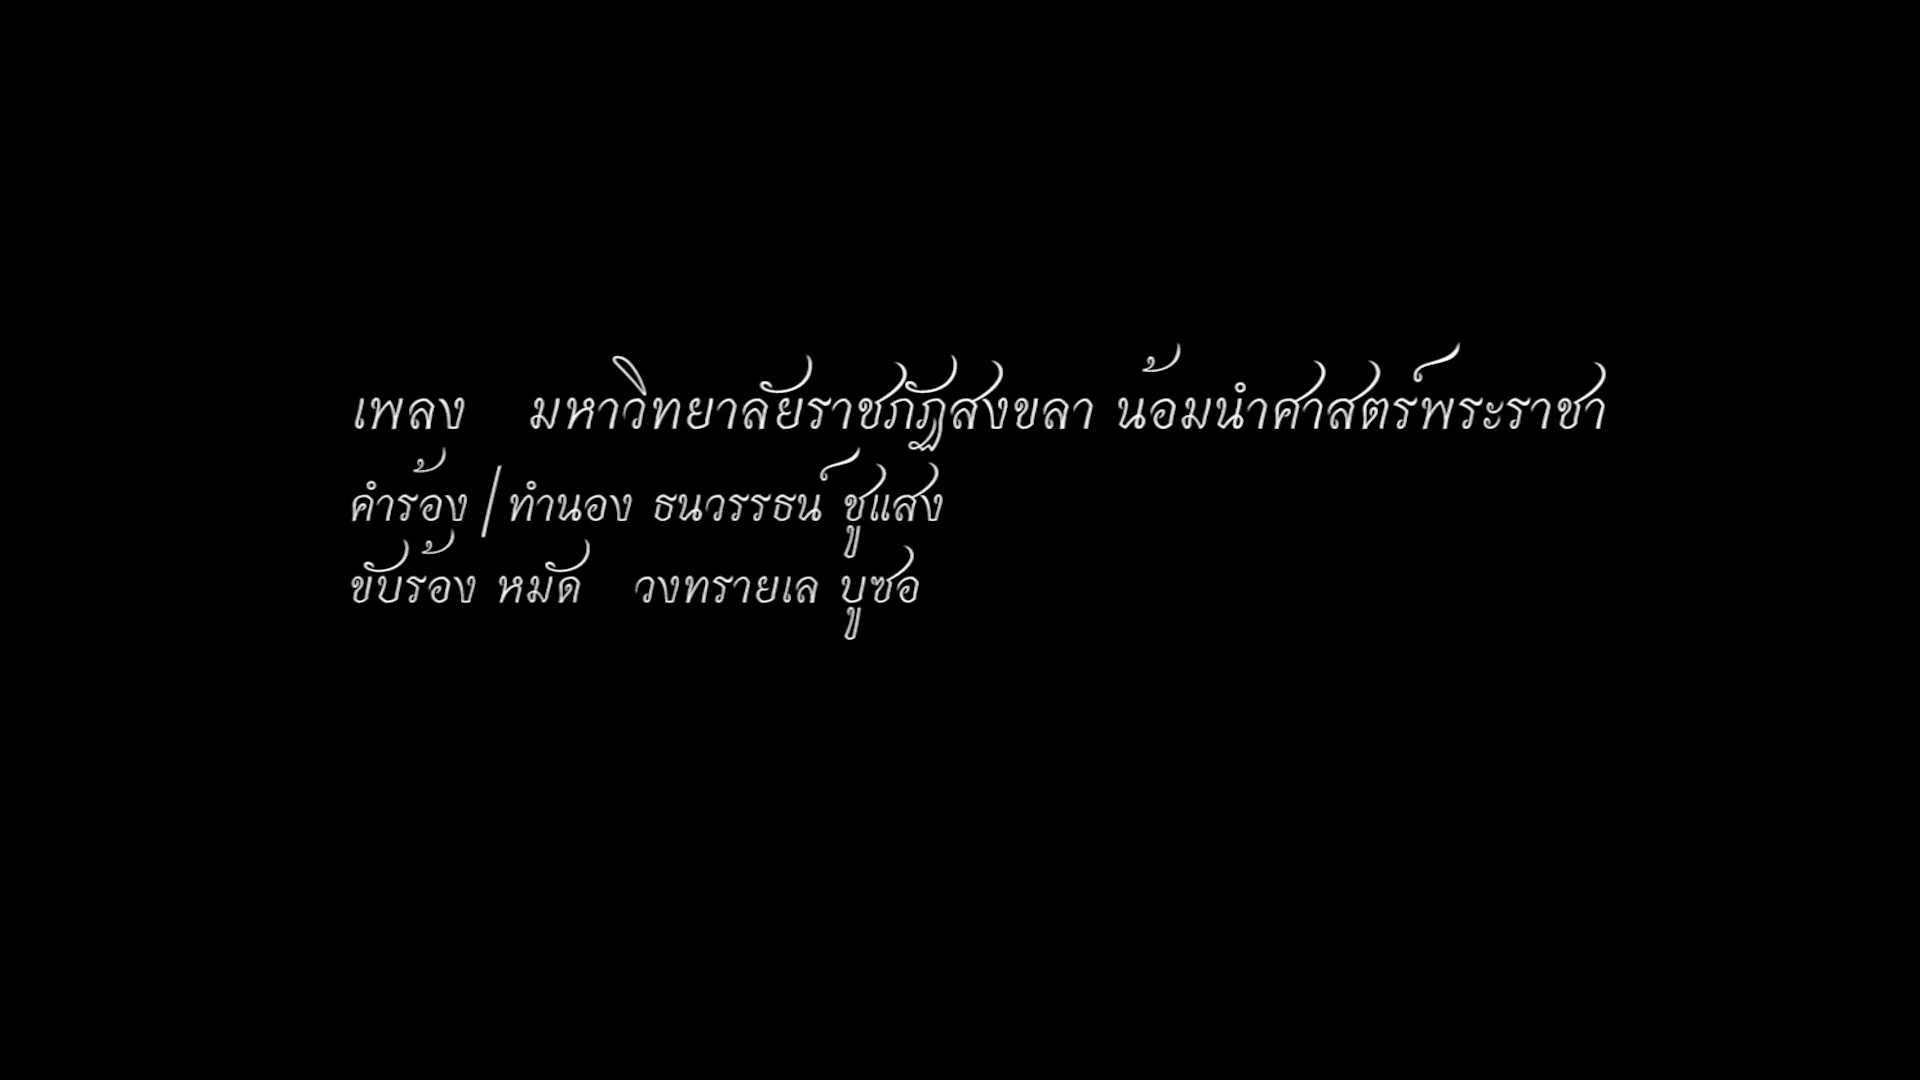 เพลง มหาวิทยาลัยราชภัฏสงขลา น้อมนำศาสตร์พระราชา
คำร้อง/ทำนอง ธนวรรธน์ ชูแสง
ขับร้อง หมัด วงทรายเล บูซอ